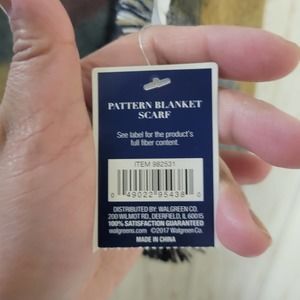 PATTERN BLANKET
SCARF
See label for the product's
full fiber content.
ITEM 982531
0 49022 95438 0
DISTRIBUTED BY: WALGREEN CO.
200 WILMOT RD., DEERFIELD, IL 60015
100% SATISFACTION GUARANTEED
walgreens.com ©2017 Walgreen Co.
MADE IN CHINA